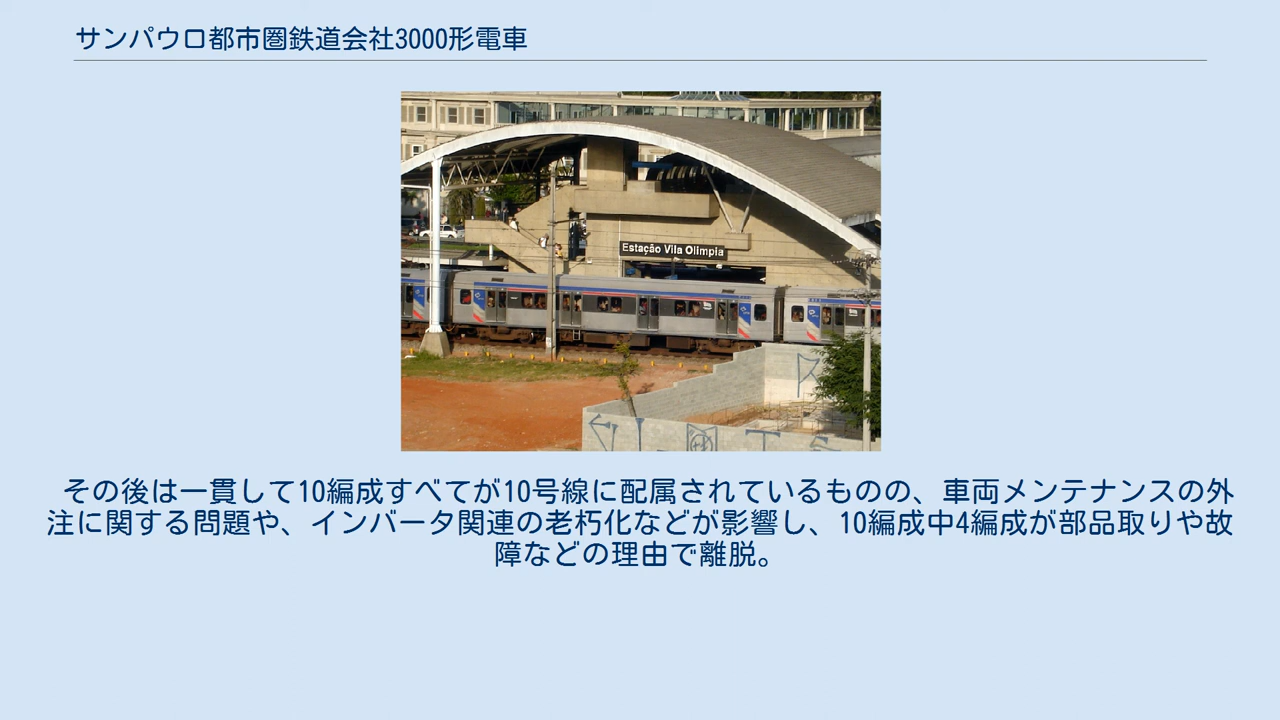 サンパウロ都市圏鉄道会社3000形電車
Estação Vila Olimpia
その後は一貫して10編成すべてが10号線に配属されているものの、車両メンテナンスの外
注に関する問題や、インバータ関連の老朽化などが影響し、10編成中4編成が部品取りや故
障などの理由で離脱。